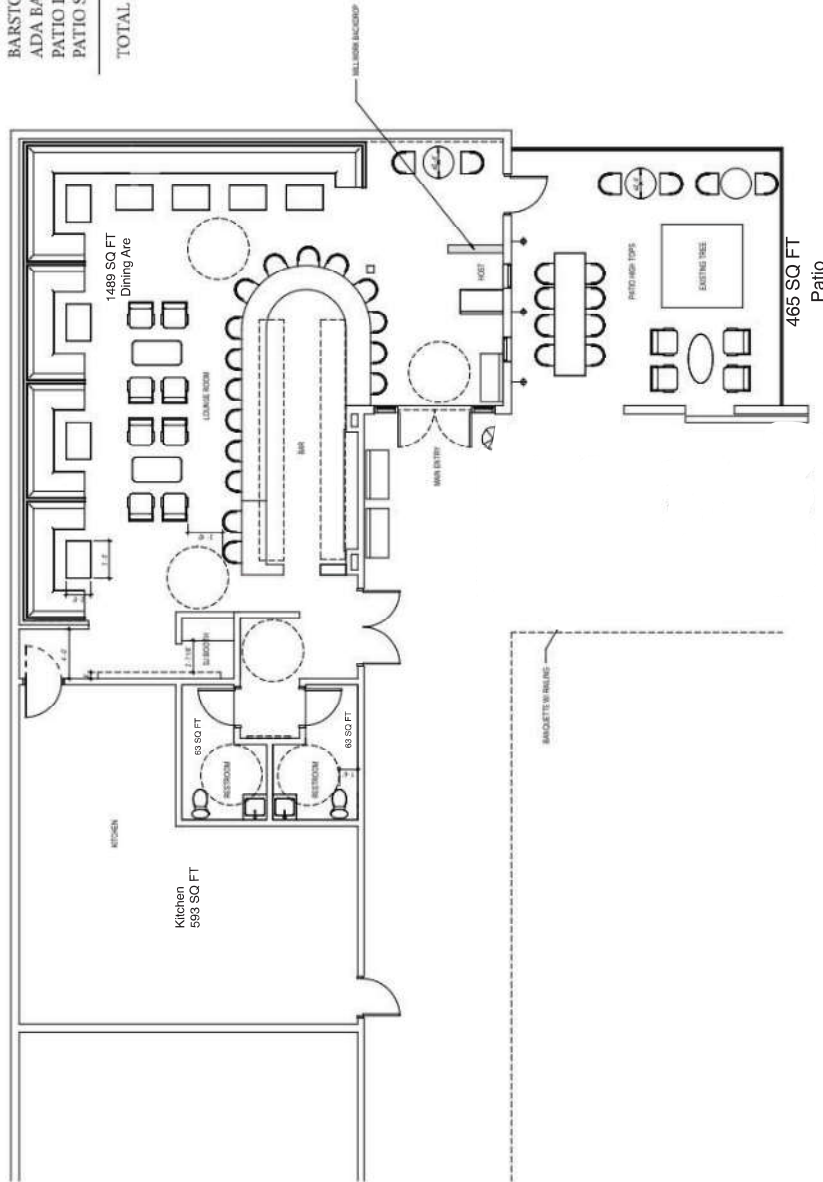 BARSTO
ADA BA
PATIO
PATIO S
TOTAL
MILLWORK BACKDROP
1489 SQ FT
Dining Are
LOUNGE ROOM
BAR
HOST
MAIN ENTRY
PATIO HIGH TOPS
EXISTING TREE
465 SQ FT
Patio
DJ BOOTH
63 SQ FT
RESTROOM
RESTROOM
63 SQ FT
KITCHEN
Kitchen
593 SQ FT
BANQUETTE W/ RAILING